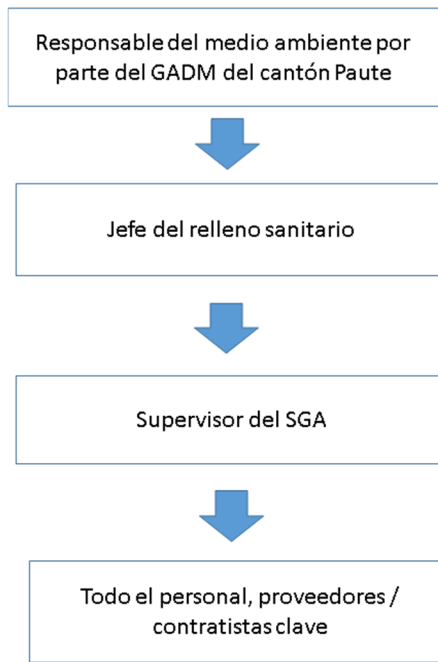 Responsable del medio ambiente por
parte del GADM del cantón Paute
Jefe del relleno sanitario
Supervisor del SGA
Todo el personal, proveedores /
contratistas clave